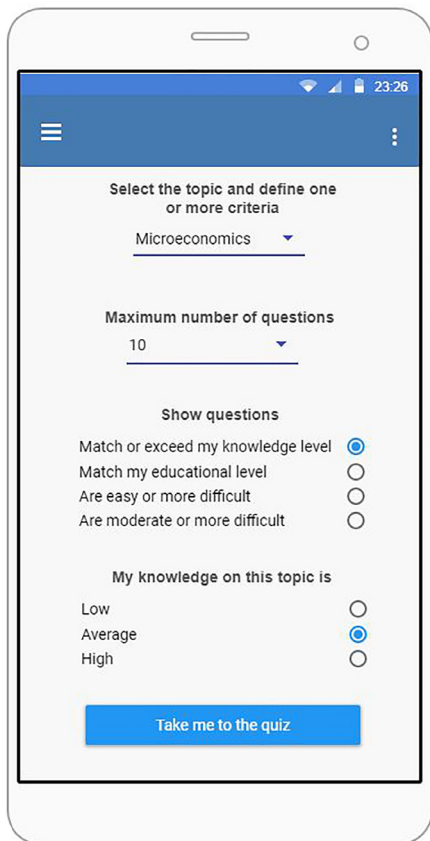 23:26
Select the topic and define one
or more criteria
Microeconomics
Maximum number of questions
10
Show questions
Match or exceed my knowledge level
Match my educational level
Are easy or more difficult
Are moderate or more difficult
My knowledge on this topic is
Low
Average
High
Take me to the quiz